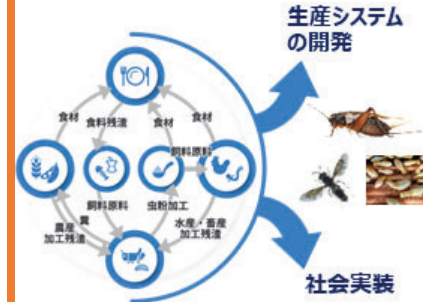 生産システム
の開発
食材
食料残渣
食材
食材
飼料原料
飼料原料
虫粉加工
糞
農産
加工残渣
水産・畜産
加工残渣
社会実装